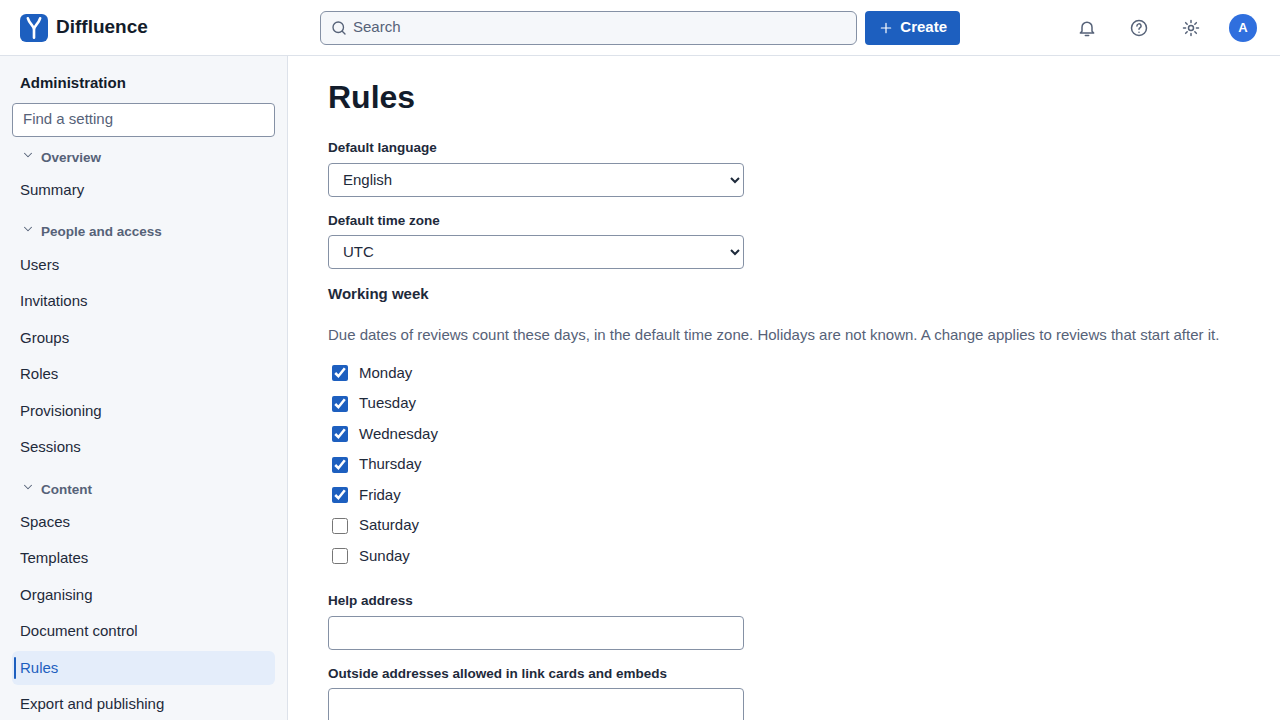 Diffluence
Search
Create
A
Administration
Find a setting
Overview
Summary
People and access
Users
Invitations
Groups
Roles
Provisioning
Sessions
Content
Spaces
Templates
Organising
Document control
Rules
Export and publishing
Rules
Default language
English
Default time zone
UTC
Working week
Due dates of reviews count these days, in the default time zone. Holidays are not known. A change applies to reviews that start after it.
Monday
Tuesday
Wednesday
Thursday
Friday
Saturday
Sunday
Help address
Outside addresses allowed in link cards and embeds